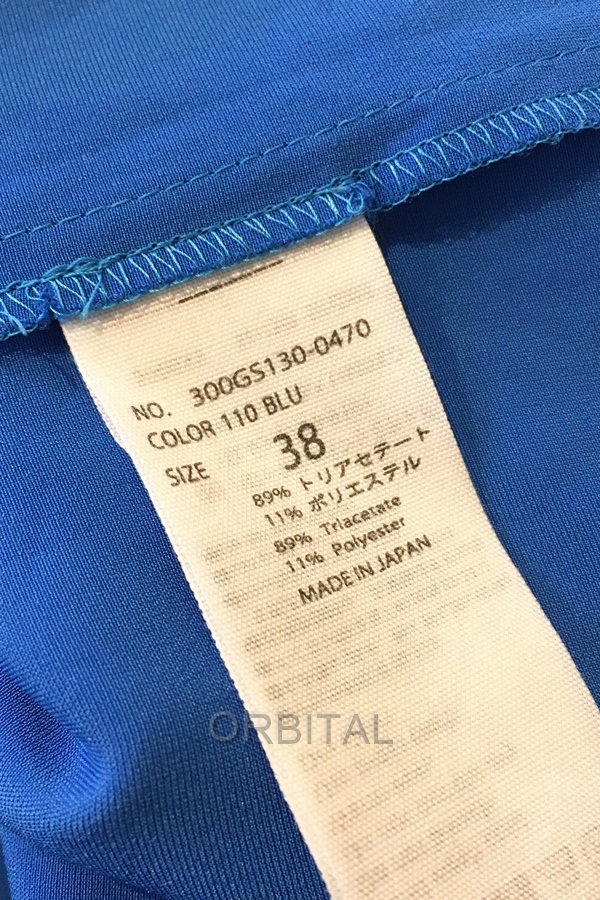 NO. 300GS130-0470
COLOR 110 BLU
SIZE 38
89% トリアセテート
11% ポリエステル
89% Triacetate
11% Polyester
MADE IN JAPAN
ORBITAL